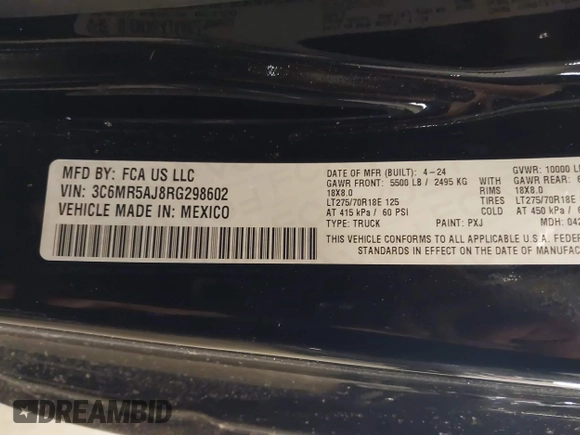 MFD BY: FCA US LLC
VIN: 3C6MR5AJ8RG298602
VEHICLE MADE IN: MEXICO
DATE OF MFR (BUILT): 4-24 GVWR: 10000 L
GAWR FRONT: 5500 LB / 2495 KG WITH GAWR REAR:
18X8.0 RIMS 18X8.0
LT275/70R18E 125 TIRES LT275/70R18E
AT 415 kPa / 60 PSI COLD AT 450 kPa /
TYPE: TRUCK PAINT: PXJ MDH: 042
THIS VEHICLE CONFORMS TO ALL APPLICABLE U.S.A. FEDER
STANDARDS IN EFFECT ON THE DATE OF MANUFAC
DREAMBID